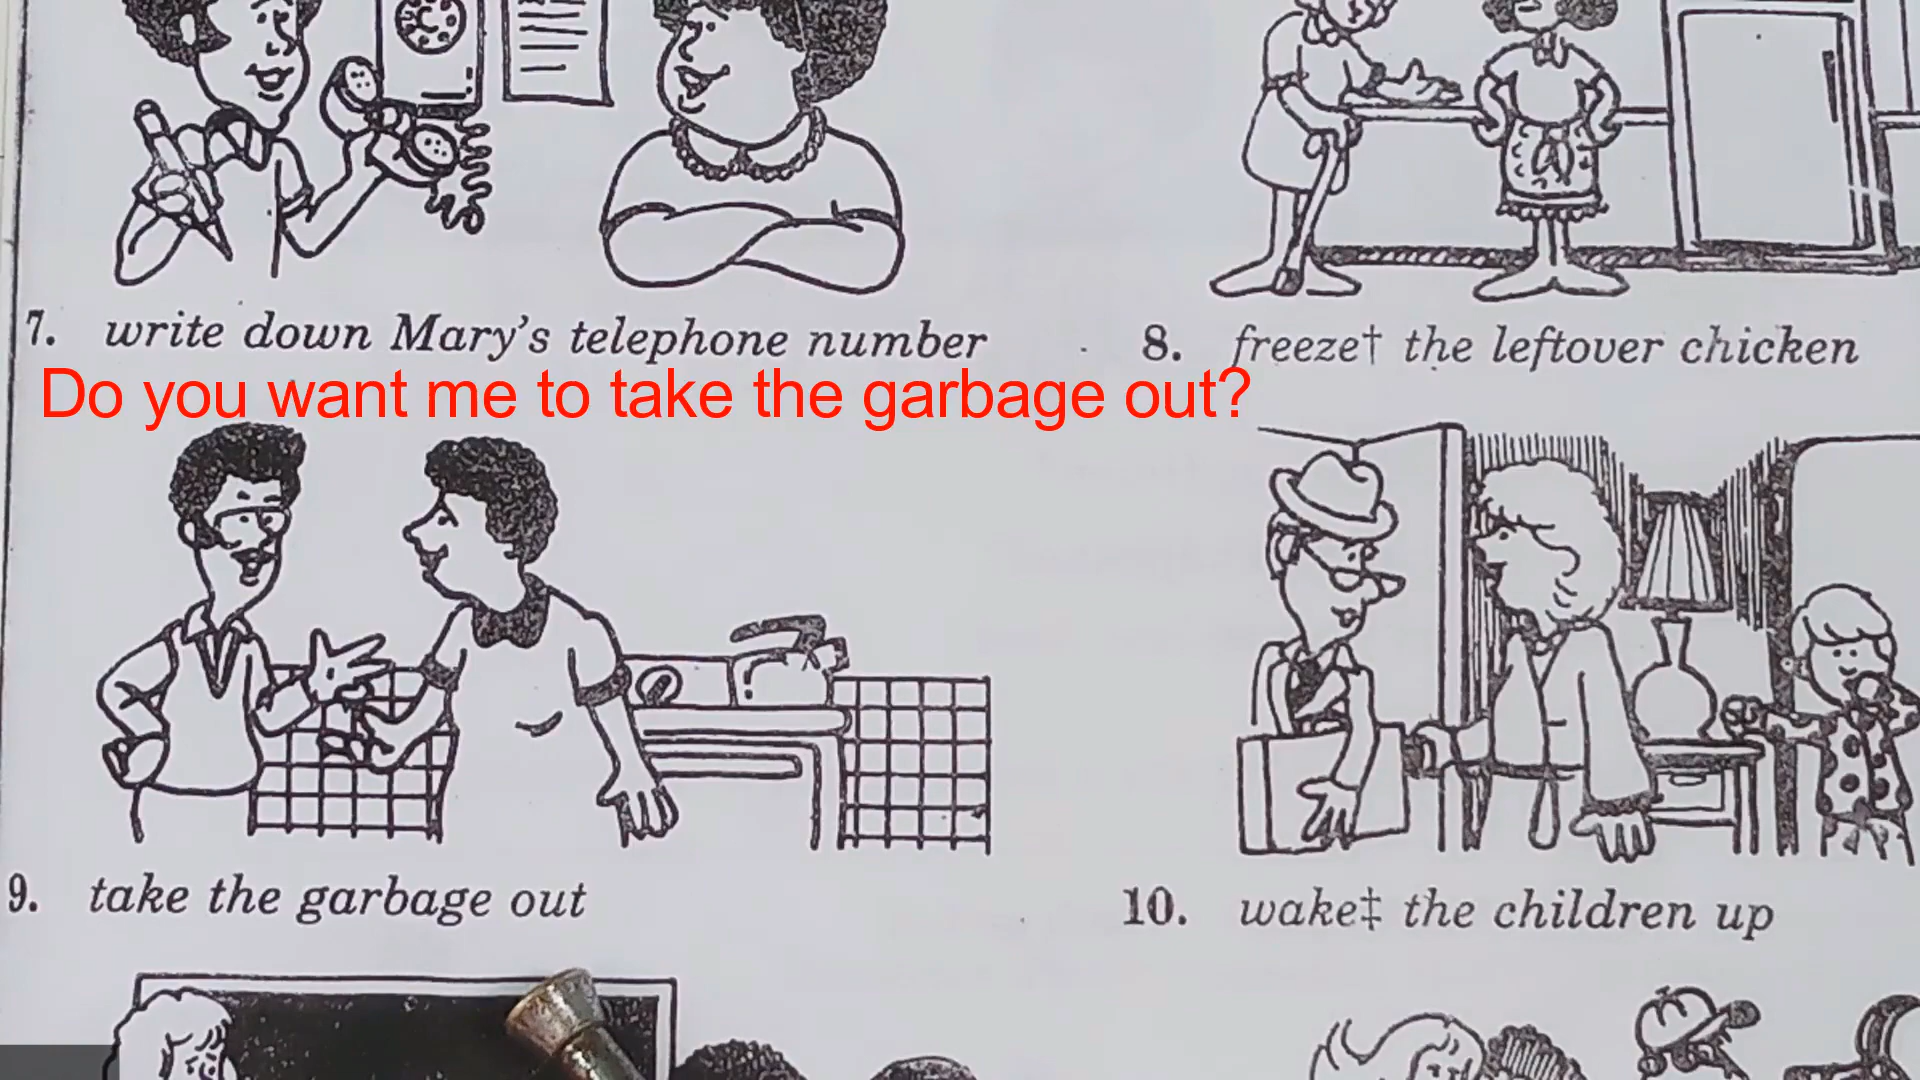 7. write down Mary's telephone number
8. freeze† the leftover chicken
Do you want me to take the garbage out?
9. take the garbage out
10. wake‡ the children up